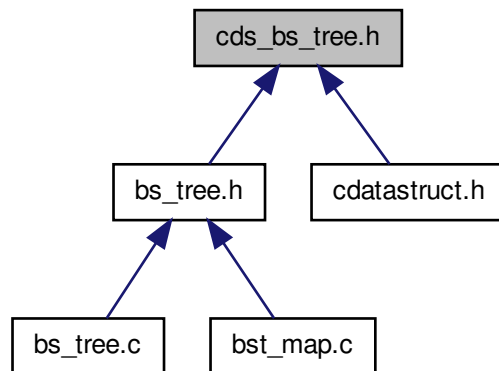 cds_bs_tree.h
bs_tree.h
cdatastruct.h
bs_tree.c
bst_map.c